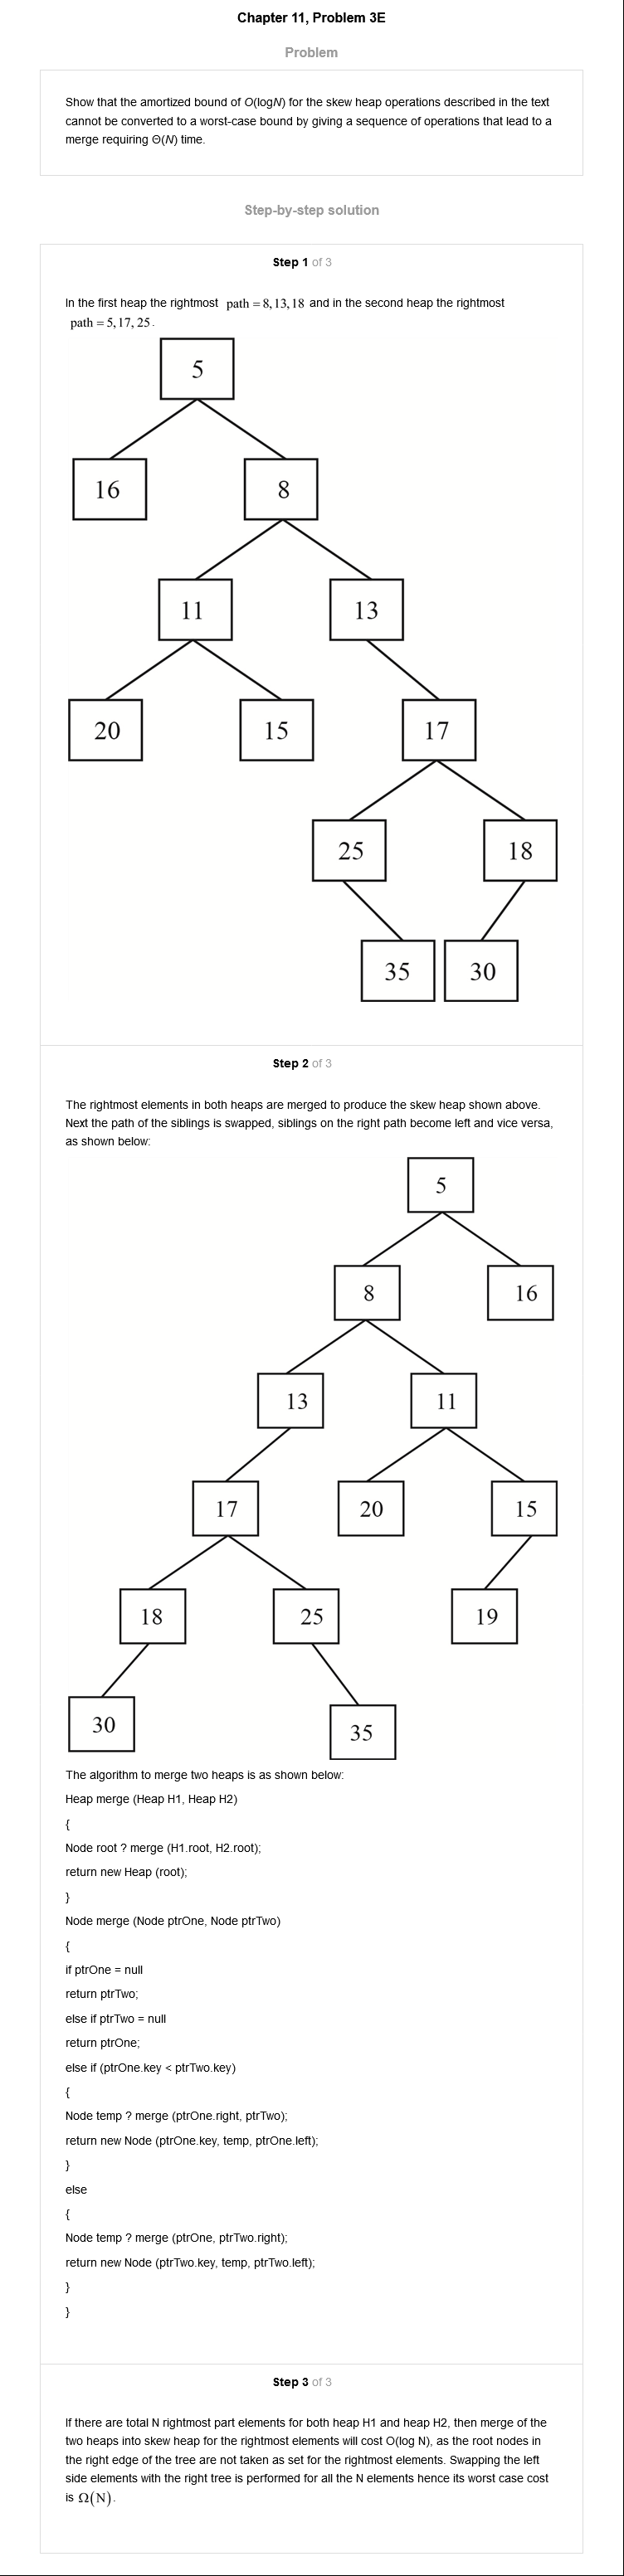 Chapter 11, Problem 3E
Problem
Show that the amortized bound of O(logN) for the skew heap operations described in the text
cannot be converted to a worst-case bound by giving a sequence of operations that lead to a
merge requiring Θ(N) time.
Step-by-step solution
Step 1 of 3
In the first heap the rightmost path = 8,13,18 and in the second heap the rightmost
path = 5,17,25.
5
16 8
11 13
20 15 17
25 18
35 30
Step 2 of 3
The rightmost elements in both heaps are merged to produce the skew heap shown above.
Next the path of the siblings is swapped, siblings on the right path become left and vice versa,
as shown below:
5
8 16
13 11
17 20 15
18 25 19
30 35
The algorithm to merge two heaps is as shown below:
Heap merge (Heap H1, Heap H2)
{
Node root ? merge (H1.root, H2.root);
return new Heap (root);
}
Node merge (Node ptrOne, Node ptrTwo)
{
if ptrOne = null
return ptrTwo;
else if ptrTwo = null
return ptrOne;
else if (ptrOne.key < ptrTwo.key)
{
Node temp ? merge (ptrOne.right, ptrTwo);
return new Node (ptrOne.key, temp, ptrOne.left);
}
else
{
Node temp ? merge (ptrOne, ptrTwo.right);
return new Node (ptrTwo.key, temp, ptrTwo.left);
}
}
Step 3 of 3
If there are total N rightmost part elements for both heap H1 and heap H2, then merge of the
two heaps into skew heap for the rightmost elements will cost O(log N), as the root nodes in
the right edge of the tree are not taken as set for the rightmost elements. Swapping the left
side elements with the right tree is performed for all the N elements hence its worst case cost
is Ω(N).